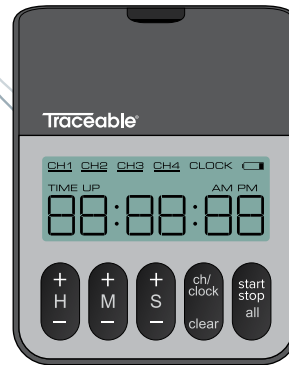 Traceable®
CH1 CH2 CH3 CH4 CLOCK
TIME UP AM PM
88:88:88
+ + + ch/ clock start stop
H M S all
− − − clear